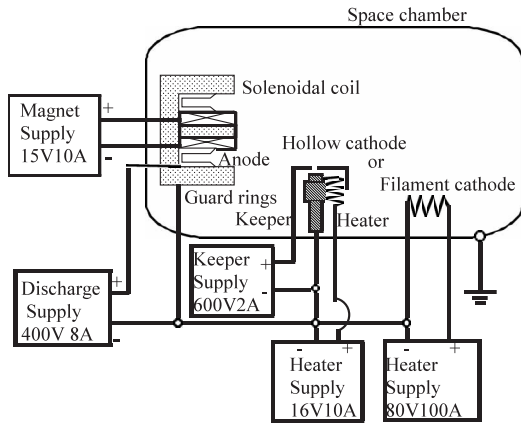 Space chamber
Solenoidal coil
+
Magnet
Supply
15V10A
-
Hollow cathode
or
Anode
Filament cathode
Guard rings
Keeper
Heater
Keeper
Supply
600V2A
+
-
Discharge
Supply
400V 8A
+
-
- +
Heater
Supply
16V10A
- +
Heater
Supply
80V100A